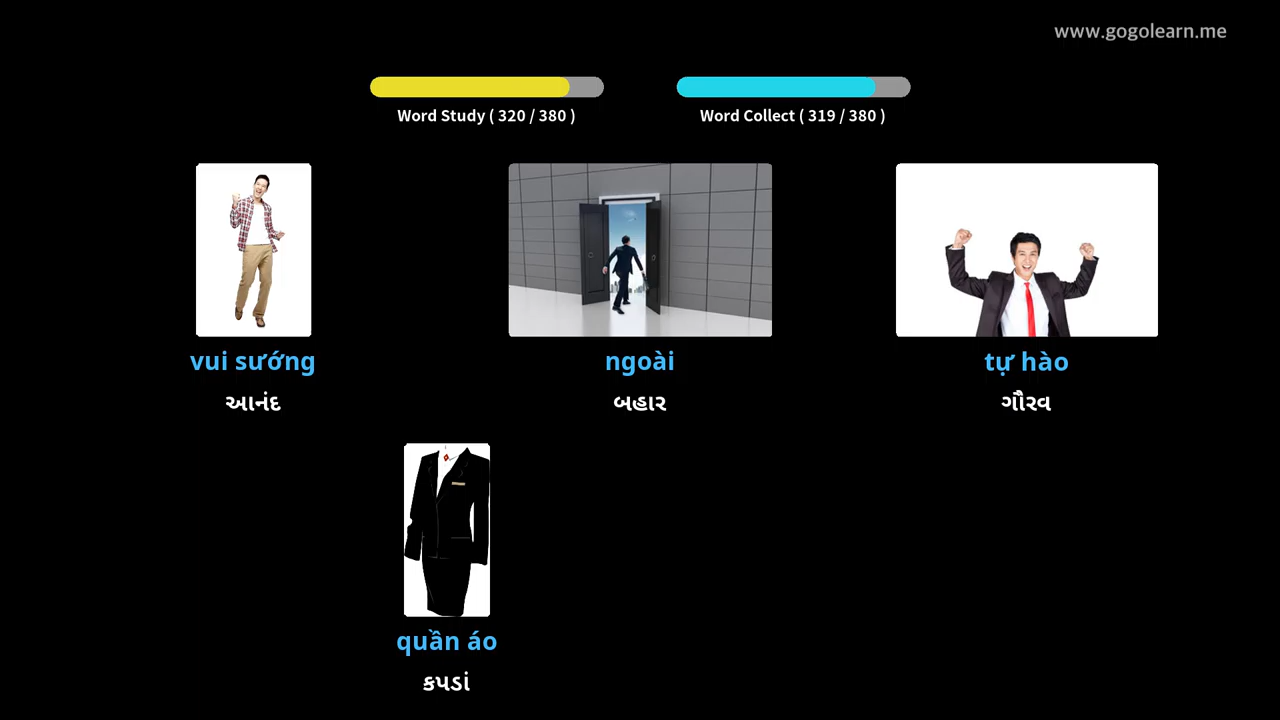 www.gogolearn.me
Word Study ( 320 / 380 )
Word Collect ( 319 / 380 )
vui sướng
આનંદ
ngoài
બહાર
tự hào
ગૌરવ
quần áo
કપડાં